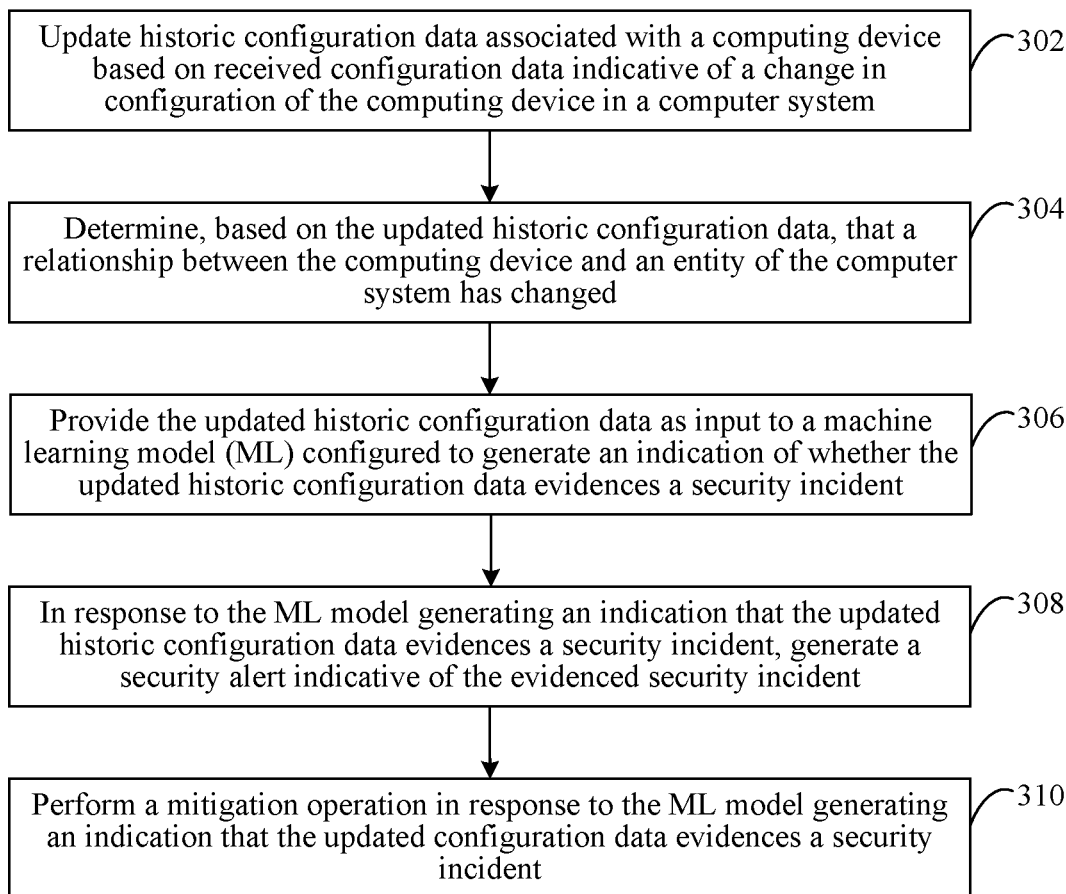 Update historic configuration data associated with a computing device
based on received configuration data indicative of a change in
configuration of the computing device in a computer system
302
Determine, based on the updated historic configuration data, that a
relationship between the computing device and an entity of the computer
system has changed
304
Provide the updated historic configuration data as input to a machine
learning model (ML) configured to generate an indication of whether the
updated historic configuration data evidences a security incident
306
In response to the ML model generating an indication that the updated
historic configuration data evidences a security incident, generate a
security alert indicative of the evidenced security incident
308
Perform a mitigation operation in response to the ML model generating
an indication that the updated configuration data evidences a security
incident
310